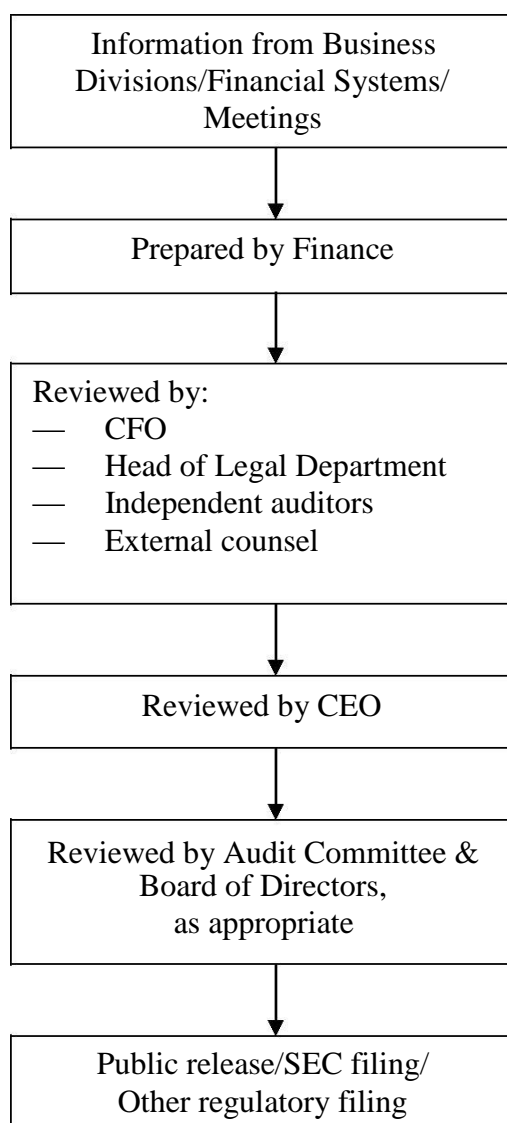 Information from Business
Divisions/Financial Systems/
Meetings
Prepared by Finance
Reviewed by:
— CFO
— Head of Legal Department
— Independent auditors
— External counsel
Reviewed by CEO
Reviewed by Audit Committee &
Board of Directors,
as appropriate
Public release/SEC filing/
Other regulatory filing